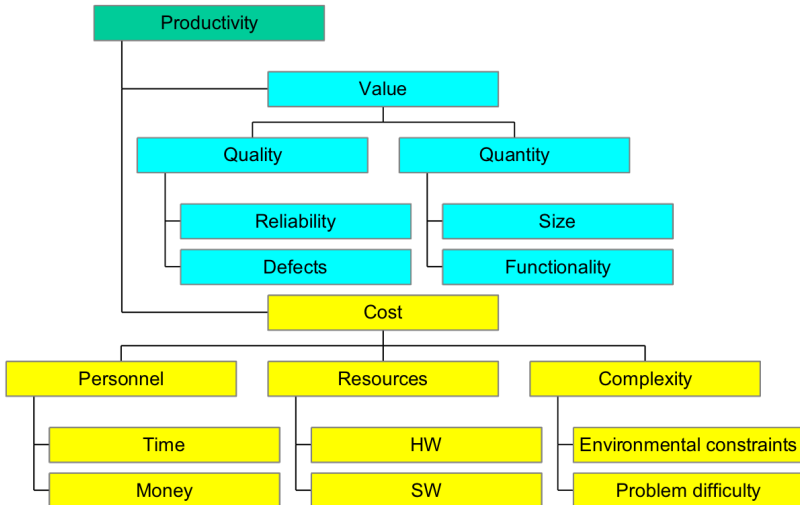 Productivity
Value
Quality
Quantity
Reliability
Size
Defects
Functionality
Cost
Personnel
Resources
Complexity
Time
HW
Environmental constraints
Money
SW
Problem difficulty